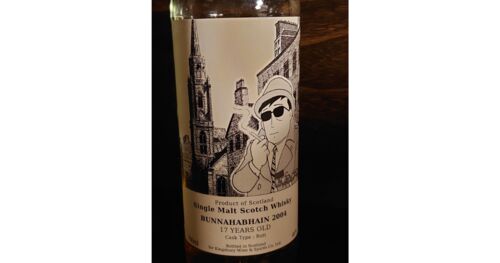 Product of Scotland
Single Malt Scotch Whisky
BUNNAHABHAIN 2004
17 YEARS OLD
Cask Type : Butt
Bottled in Scotland
for Kingsbury Wine & Spirits Co. Ltd